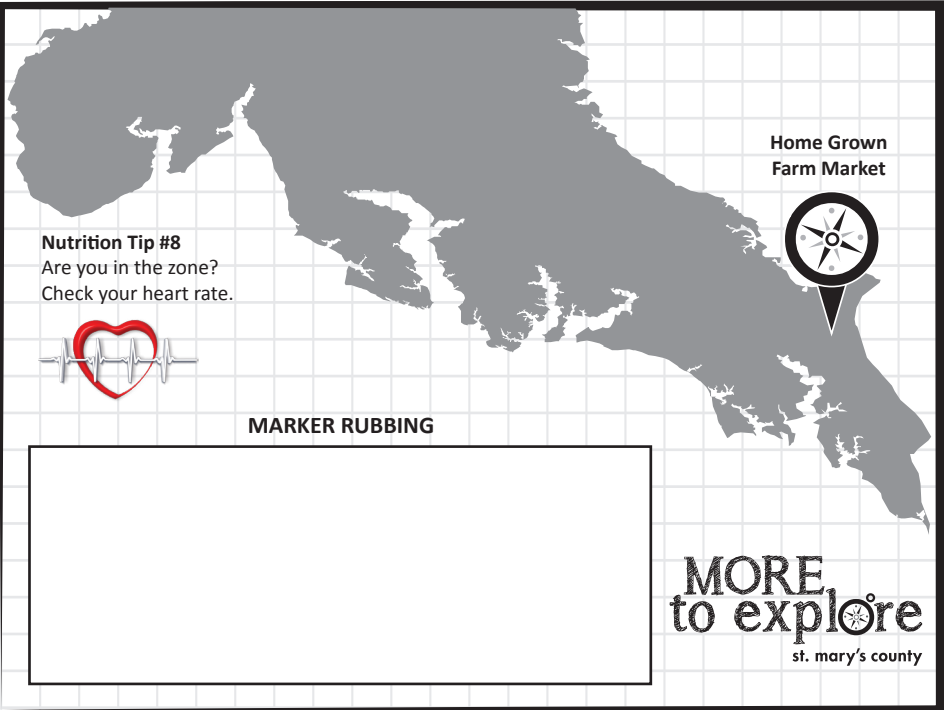 Home Grown
Farm Market
Nutrition Tip #8
Are you in the zone?
Check your heart rate.
MARKER RUBBING
MORE
to explore
st. mary's county